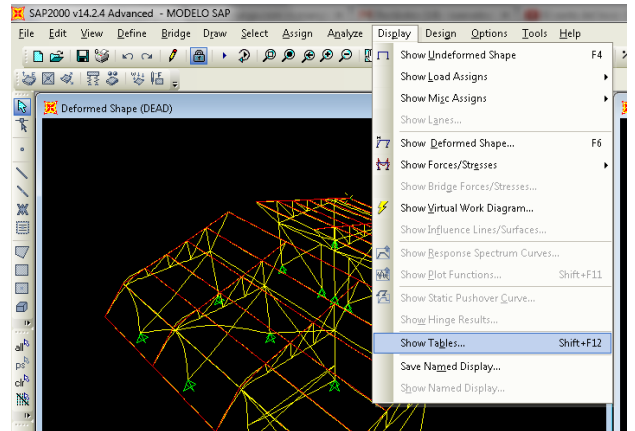 SAP2000 v14.2.4 Advanced - MODELO SAP
File Edit View Define Bridge Draw Select Assign Analyze Display Design Options Tools Help
Deformed Shape (DEAD)
Show Undeformed Shape F4
Show Load Assigns
Show Misc Assigns
Show Lanes...
Show Deformed Shape... F6
Show Forces/Stresses
Show Bridge Forces/Stresses...
Show Virtual Work Diagram...
Show Influence Lines/Surfaces...
Show Response Spectrum Curves...
Show Plot Functions... Shift+F11
Show Static Pushover Curve...
Show Hinge Results...
Show Tables... Shift+F12
Save Named Display...
Show Named Display...
all
ps
clr